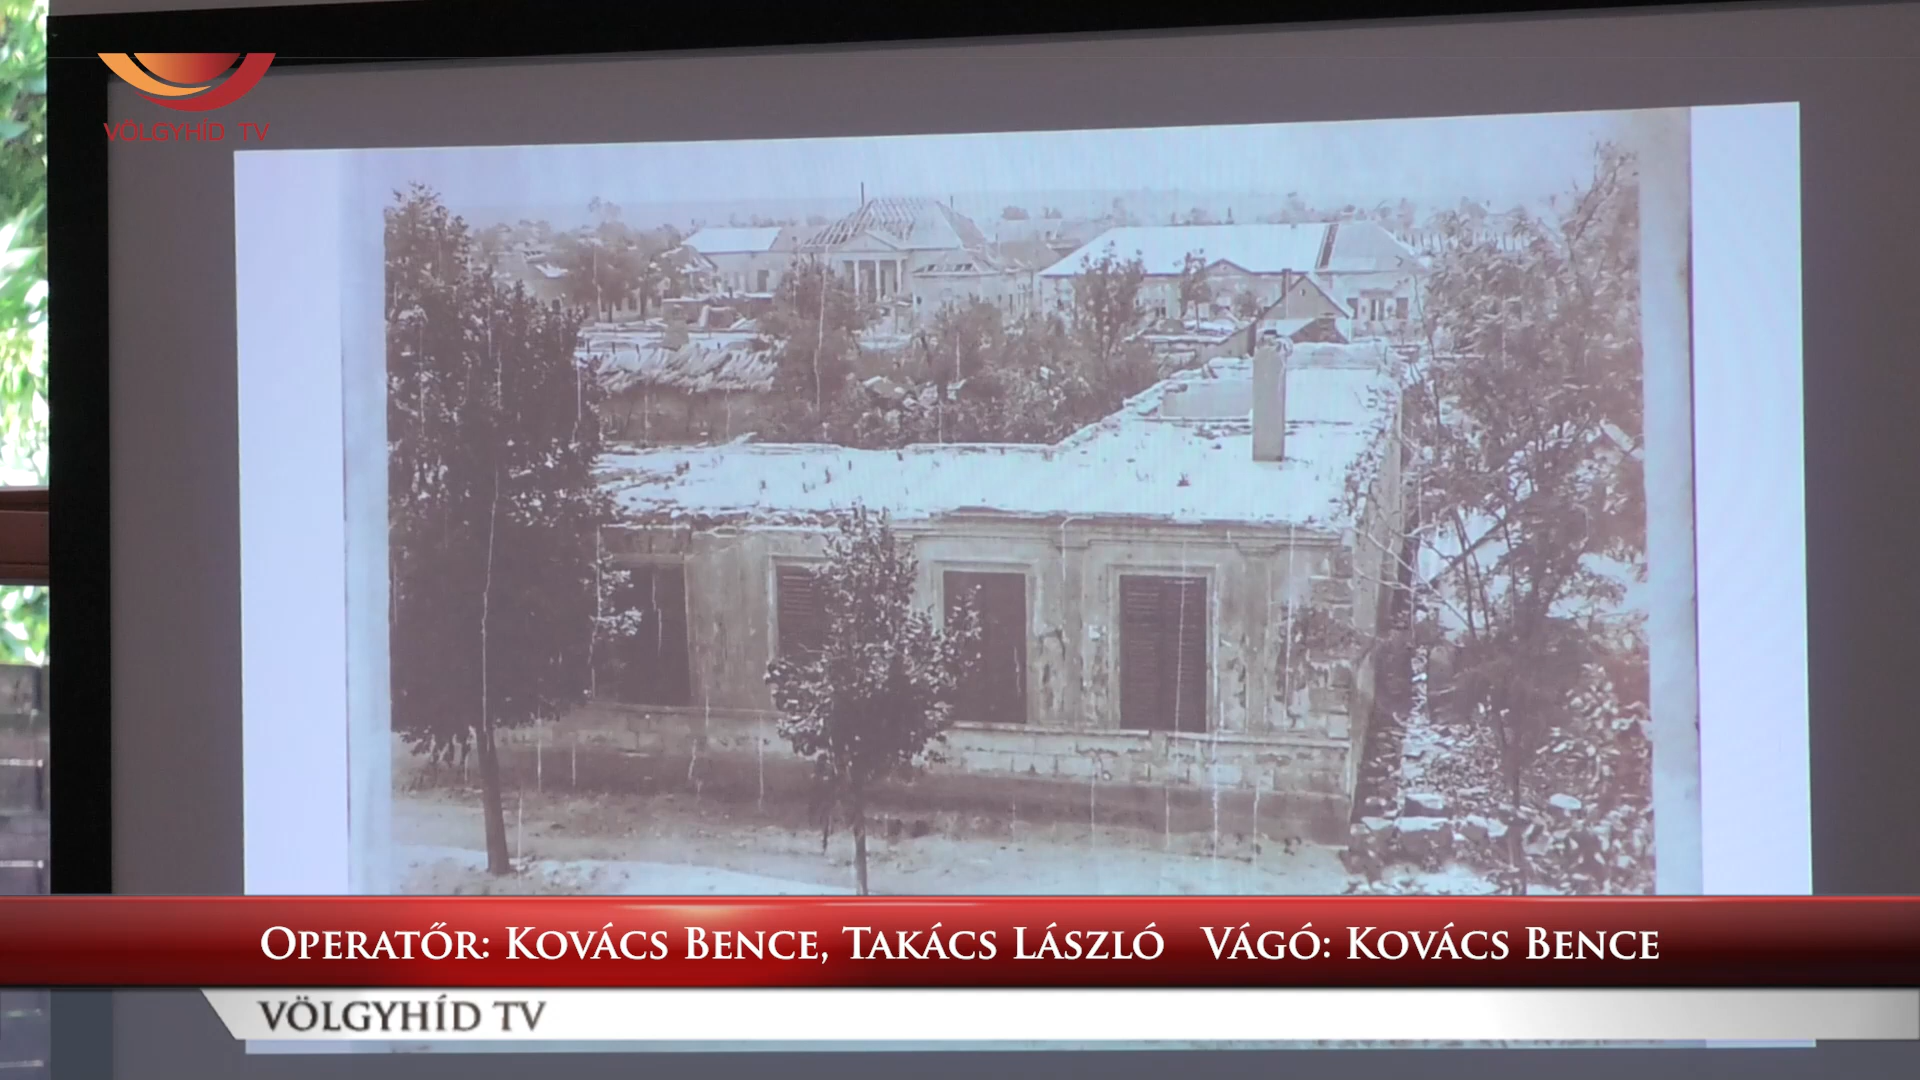 VÖLGYHÍD TV
Operatőr: Kovács Bence, Takács László Vágó: Kovács Bence
VÖLGYHÍD TV